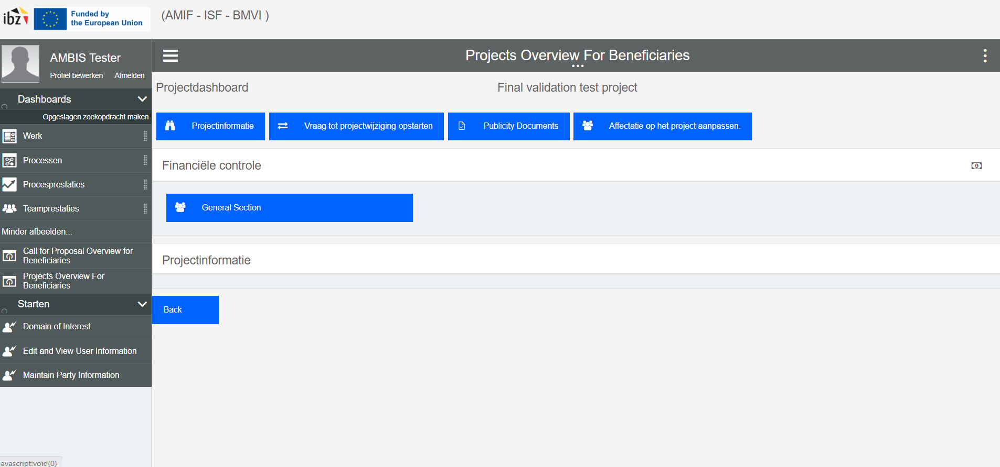 ibz
Funded by
the European Union
(AMIF - ISF - BMVI )
AMBIS Tester
Profiel bewerken Afmelden
Projects Overview For Beneficiaries
Projectdashboard
Final validation test project
Dashboards
Opgeslagen zoekopdracht maken
Werk
Processen
Procesprestaties
Teamprestaties
Minder afbeelden...
Call for Proposal Overview for
Beneficiaries
Projects Overview For
Beneficiaries
Starten
Domain of Interest
Edit and View User Information
Maintain Party Information
Projectinformatie
Vraag tot projectwijziging opstarten
Publicity Documents
Affectatie op het project aanpassen.
Financiële controle
General Section
Projectinformatie
Back
avascript:void(0)